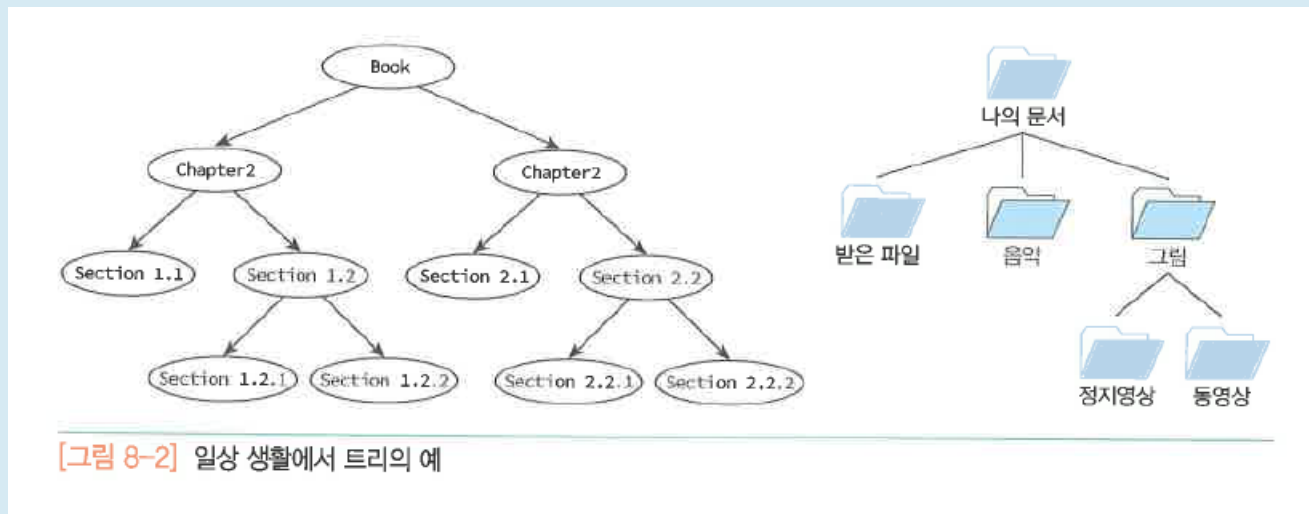 Book
나의 문서
Chapter2
Chapter2
받은 파일
음악
그림
Section 1.1
Section 1.2
Section 2.1
Section 2.2
Section 1.2.1
Section 1.2.2
Section 2.2.1
Section 2.2.2
정지영상
동영상
[그림 8-2] 일상 생활에서 트리의 예